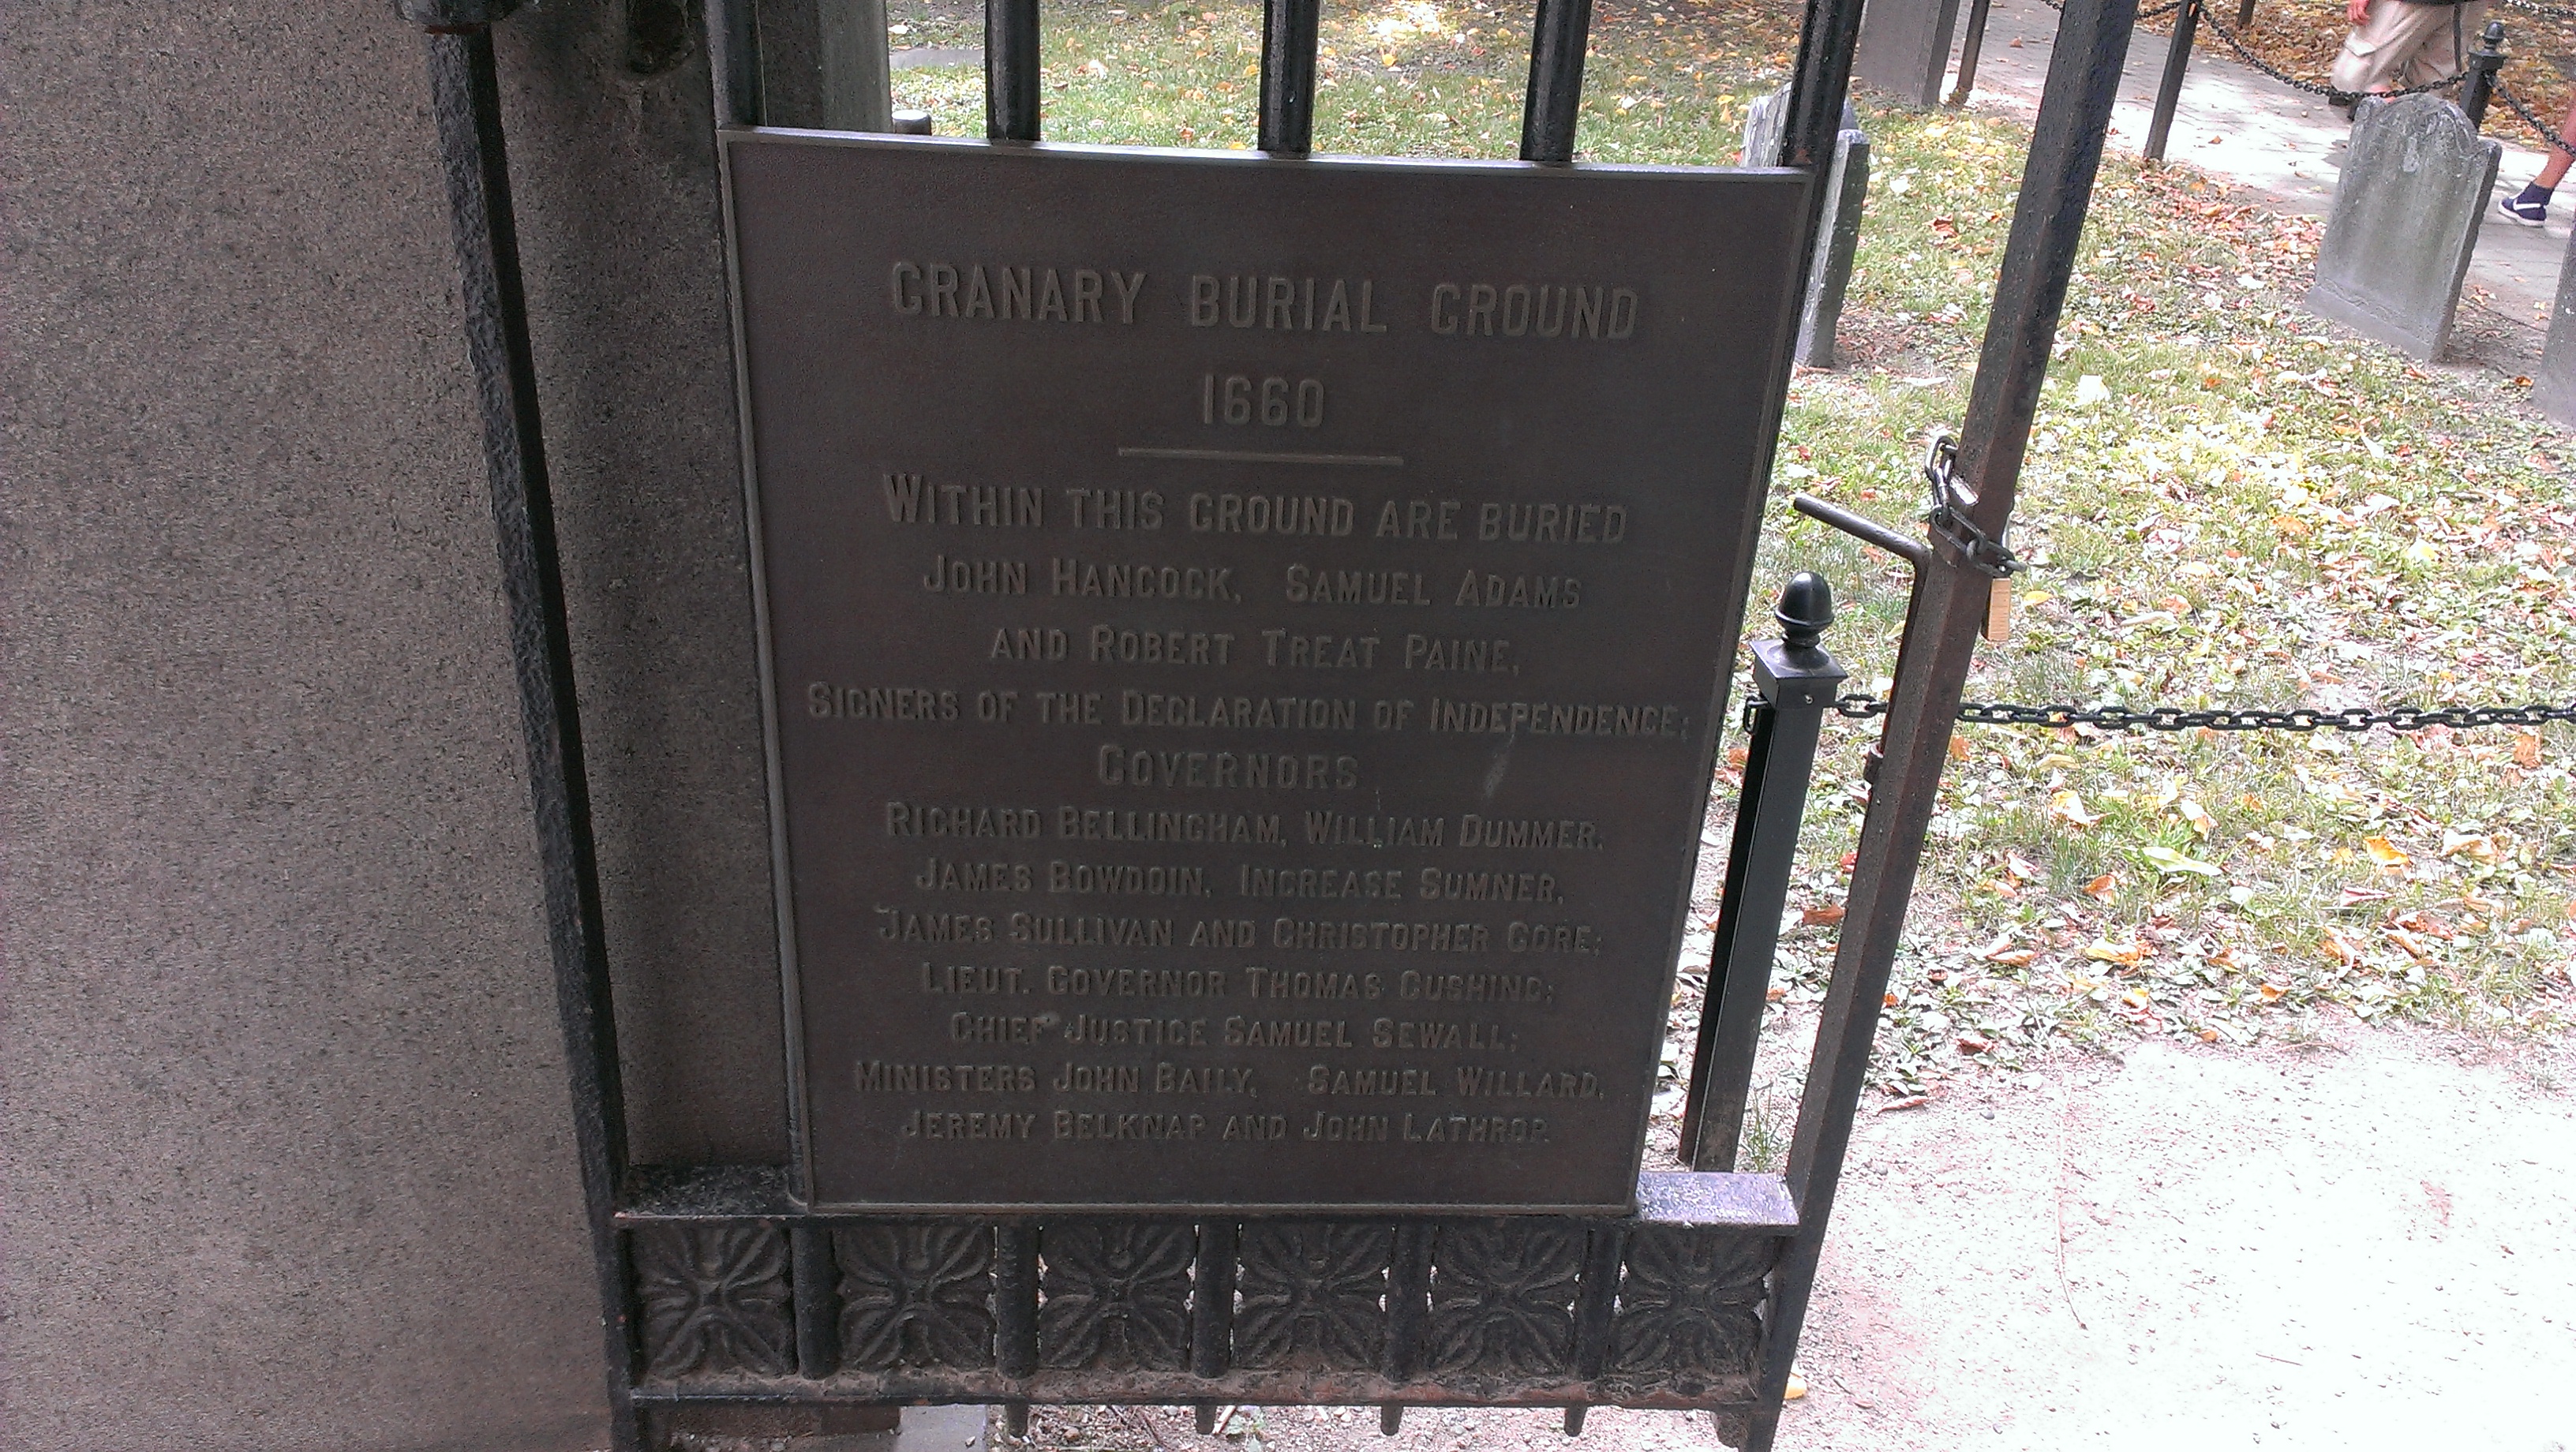 GRANARY BURIAL GROUND
1660
WITHIN THIS GROUND ARE BURIED
JOHN HANCOCK, SAMUEL ADAMS
AND ROBERT TREAT PAINE,
SIGNERS OF THE DECLARATION OF INDEPENDENCE;
GOVERNORS
RICHARD BELLINGHAM, WILLIAM DUMMER,
JAMES BOWDOIN, INCREASE SUMNER,
JAMES SULLIVAN AND CHRISTOPHER GORE;
LIEUT. GOVERNOR THOMAS CUSHING;
CHIEF JUSTICE SAMUEL SEWALL;
MINISTERS JOHN BAILY, SAMUEL WILLARD,
JEREMY BELKNAP AND JOHN LATHROP.